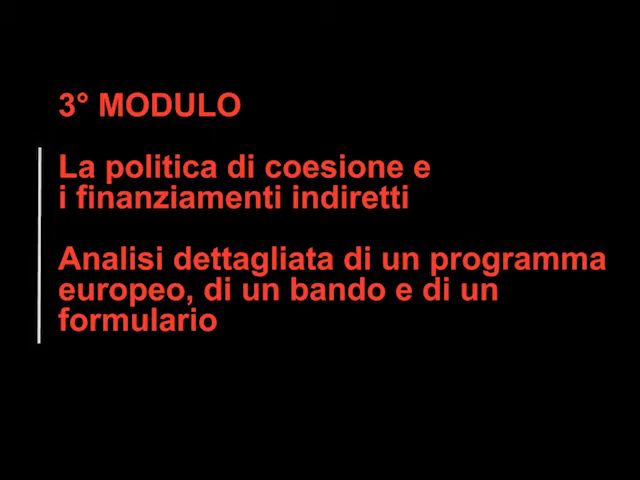 3° MODULO
La politica di coesione e
i finanziamenti indiretti
Analisi dettagliata di un programma
europeo, di un bando e di un
formulario